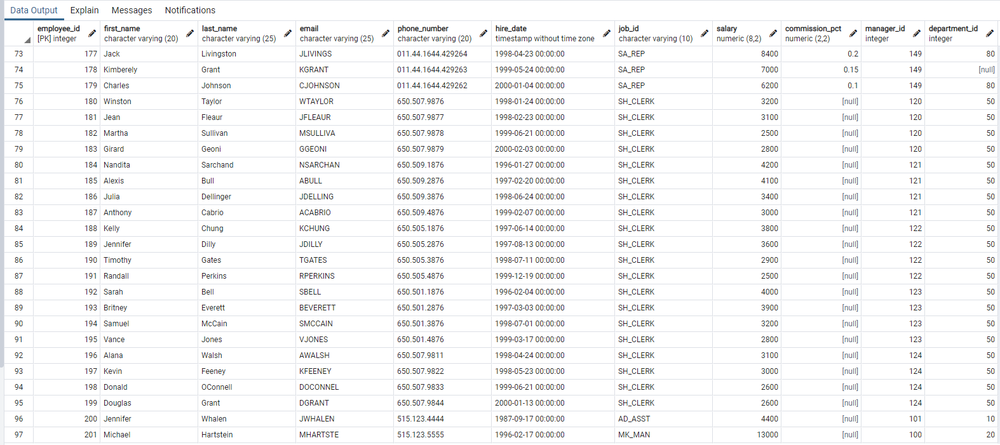 Data Output Explain Messages Notifications
employee_id first_name last_name email phone_number hire_date job_id salary commission_pct manager_id department_id
[PK] integer character varying (20) character varying (25) character varying (25) character varying (20) timestamp without time zone character varying (10) numeric (8,2) numeric (2,2) integer integer
73 177 Jack Livingston JLIVINGS 011.44.1644.429264 1998-04-23 00:00:00 SA_REP 8400 0.2 149 80
74 178 Kimberely Grant KGRANT 011.44.1644.429263 1999-05-24 00:00:00 SA_REP 7000 0.15 149 [null]
75 179 Charles Johnson CJOHNSON 011.44.1644.429262 2000-01-04 00:00:00 SA_REP 6200 0.1 149 80
76 180 Winston Taylor WTAYLOR 650.507.9876 1998-01-24 00:00:00 SH_CLERK 3200 [null] 120 50
77 181 Jean Fleaur JFLEAUR 650.507.9877 1998-02-23 00:00:00 SH_CLERK 3100 [null] 120 50
78 182 Martha Sullivan MSULLIVA 650.507.9878 1999-06-21 00:00:00 SH_CLERK 2500 [null] 120 50
79 183 Girard Geoni GGEONI 650.507.9879 2000-02-03 00:00:00 SH_CLERK 2800 [null] 120 50
80 184 Nandita Sarchand NSARCHAN 650.509.1876 1996-01-27 00:00:00 SH_CLERK 4200 [null] 121 50
81 185 Alexis Bull ABULL 650.509.2876 1997-02-20 00:00:00 SH_CLERK 4100 [null] 121 50
82 186 Julia Dellinger JDELLING 650.509.3876 1998-06-24 00:00:00 SH_CLERK 3400 [null] 121 50
83 187 Anthony Cabrio ACABRIO 650.509.4876 1999-02-07 00:00:00 SH_CLERK 3000 [null] 121 50
84 188 Kelly Chung KCHUNG 650.505.1876 1997-06-14 00:00:00 SH_CLERK 3800 [null] 122 50
85 189 Jennifer Dilly JDILLY 650.505.2876 1997-08-13 00:00:00 SH_CLERK 3600 [null] 122 50
86 190 Timothy Gates TGATES 650.505.3876 1998-07-11 00:00:00 SH_CLERK 2900 [null] 122 50
87 191 Randall Perkins RPERKINS 650.505.4876 1999-12-19 00:00:00 SH_CLERK 2500 [null] 122 50
88 192 Sarah Bell SBELL 650.501.1876 1996-02-04 00:00:00 SH_CLERK 4000 [null] 123 50
89 193 Britney Everett BEVERETT 650.501.2876 1997-03-03 00:00:00 SH_CLERK 3900 [null] 123 50
90 194 Samuel McCain SMCCAIN 650.501.3876 1998-07-01 00:00:00 SH_CLERK 3200 [null] 123 50
91 195 Vance Jones VJONES 650.501.4876 1999-03-17 00:00:00 SH_CLERK 2800 [null] 123 50
92 196 Alana Walsh AWALSH 650.507.9811 1998-04-24 00:00:00 SH_CLERK 3100 [null] 124 50
93 197 Kevin Feeney KFEENEY 650.507.9822 1998-05-23 00:00:00 SH_CLERK 3000 [null] 124 50
94 198 Donald OConnell DOCONNEL 650.507.9833 1999-06-21 00:00:00 SH_CLERK 2600 [null] 124 50
95 199 Douglas Grant DGRANT 650.507.9844 2000-01-13 00:00:00 SH_CLERK 2600 [null] 124 50
96 200 Jennifer Whalen JWHALEN 515.123.4444 1987-09-17 00:00:00 AD_ASST 4400 [null] 101 10
97 201 Michael Hartstein MHARTSTE 515.123.5555 1996-02-17 00:00:00 MK_MAN 13000 [null] 100 20